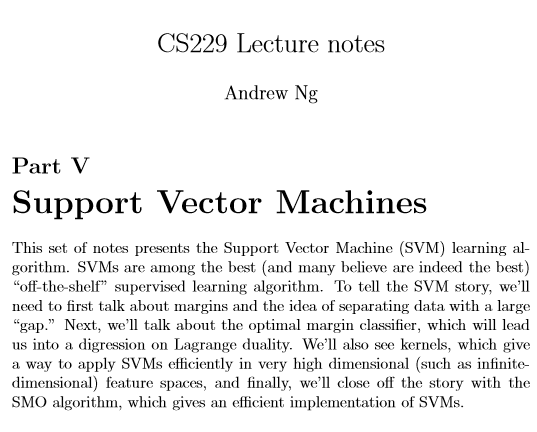 CS229 Lecture notes
Andrew Ng
Part V
Support Vector Machines
This set of notes presents the Support Vector Machine (SVM) learning al-
gorithm. SVMs are among the best (and many believe are indeed the best)
“off-the-shelf” supervised learning algorithm. To tell the SVM story, we’ll
need to first talk about margins and the idea of separating data with a large
“gap.” Next, we’ll talk about the optimal margin classifier, which will lead
us into a digression on Lagrange duality. We’ll also see kernels, which give
a way to apply SVMs efficiently in very high dimensional (such as infinite-
dimensional) feature spaces, and finally, we’ll close off the story with the
SMO algorithm, which gives an efficient implementation of SVMs.